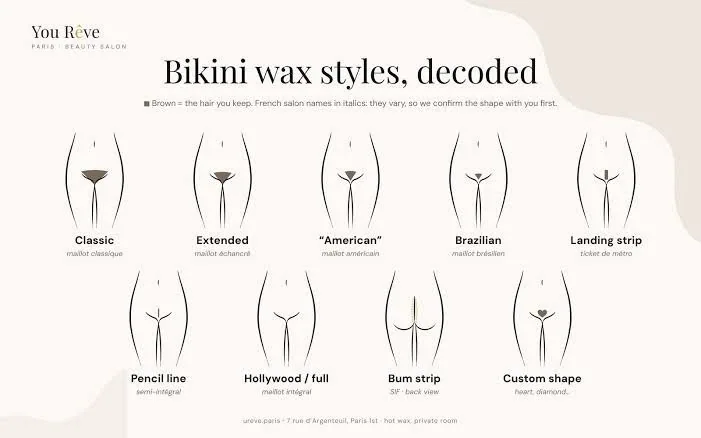 You Rêve
PARIS · BEAUTY SALON
Bikini wax styles, decoded
Brown = the hair you keep. French salon names in italics: they vary, so we confirm the shape with you first.
Classic
maillot classique
Extended
maillot échancré
“American”
maillot américain
Brazilian
maillot brésilien
Landing strip
ticket de métro
Pencil line
semi-intégral
Hollywood / full
maillot intégral
Bum strip
SIF · back view
Custom shape
heart, diamond…
ureve.paris · 7 rue d'Argenteuil, Paris 1st · hot wax, private room